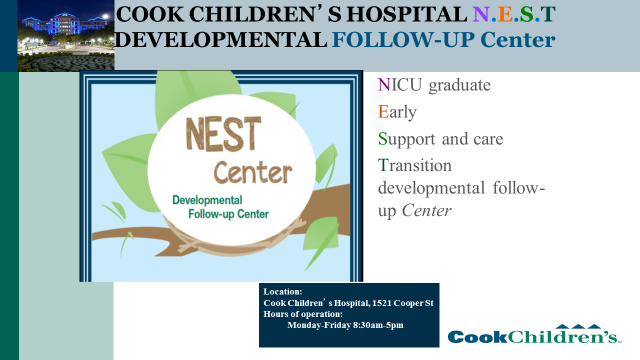 COOK CHILDREN’S HOSPITAL N.E.S.T
DEVELOPMENTAL FOLLOW-UP Center
NEST
Center
Developmental
Follow-up Center
NICU graduate
Early
Support and care
Transition
developmental follow-
up Center
Location:
Cook Children’s Hospital, 1521 Cooper St
Hours of operation:
Monday-Friday 8:30am-5pm
CookChildren's